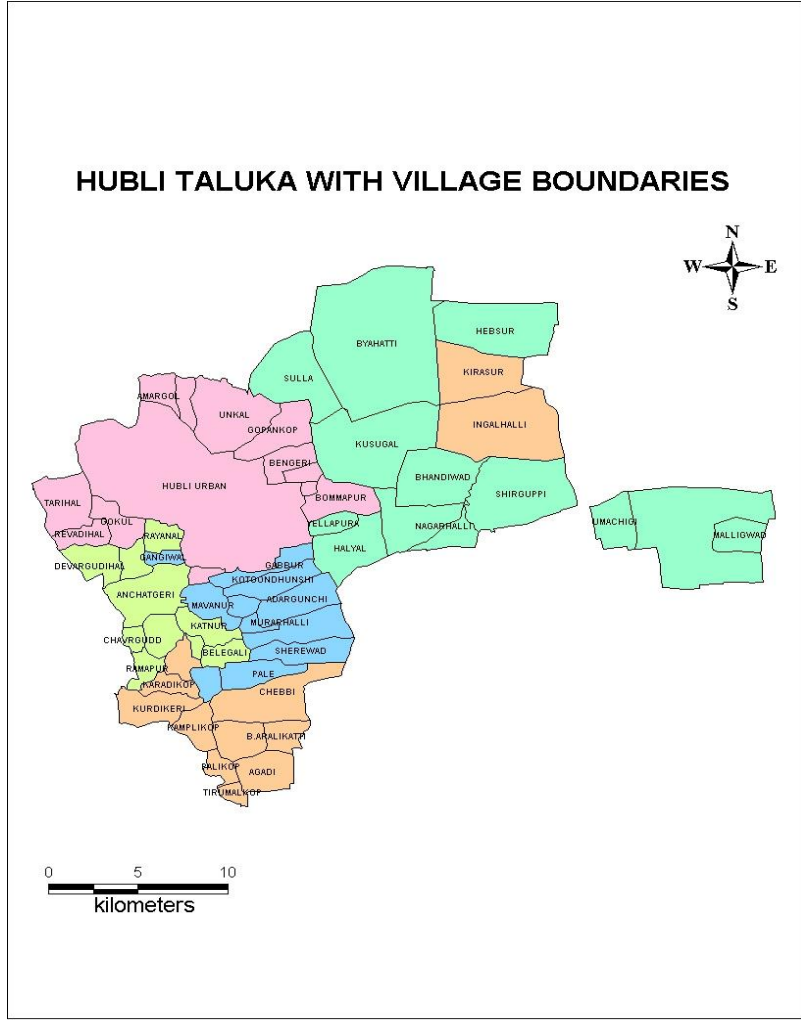 HUBLI TALUKA WITH VILLAGE BOUNDARIES
N
W E
S
HEBSUR
BYAHATTI
KIRASUR
SULLA
AMARGOL
UNKAL
INGALHALLI
GOPANKOP
KUSUGAL
BENGERI
BHANDIWAD
HUBLI URBAN
SHIRGUPPI
BOMMAPUR
TARIHAL
GOKUL
YELLAPURA
NAGARHALLI
UMACHIGI
REVADIHAL
RAYANAL
MALLIGWAD
HALYAL
GANGIWAL
DEVARGUDIHAL
GABBUR
KOTGONDHUNSHI
ANCHATGERI
ADARGUNCHI
MAVANUR
MURARHALLI
KATNUR
CHAVRGUDD
BELEGALI
SHEREWAD
RAMAPUR
PALE
KARADIKOP
CHEBBI
KURDIKERI
KAMPLIKOP
B.ARALIKATTI
PALIKOP
AGADI
TIRUMALKOP
0 5 10
kilometers